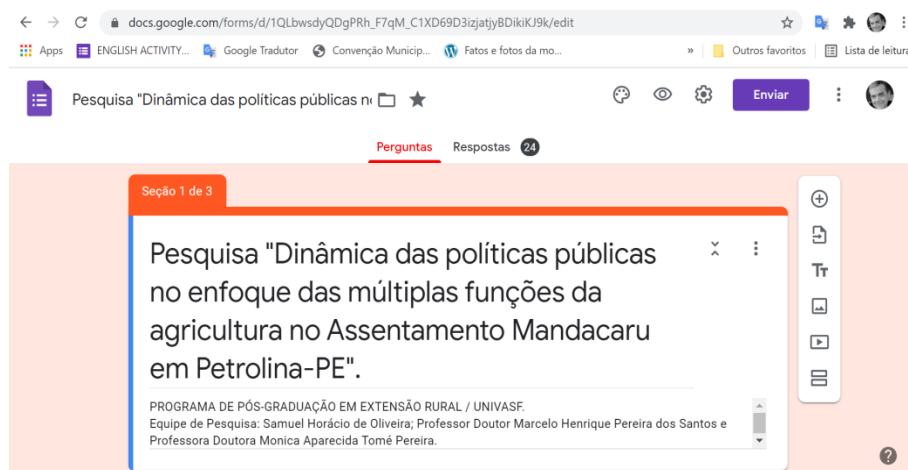 docs.google.com/forms/d/1QLbwsdyQDgPRh_F7qM_C1XD69D3izjatjyBDikiKJ9k/edit
Apps ENGLISH ACTIVITY... Google Tradutor Convenção Municip... Fatos e fotos da mo... » Outros favoritos Lista de leitura
Pesquisa "Dinâmica das políticas públicas n Enviar
Perguntas Respostas 24
Seção 1 de 3
Pesquisa "Dinâmica das políticas públicas
no enfoque das múltiplas funções da
agricultura no Assentamento Mandacaru
em Petrolina-PE".
PROGRAMA DE PÓS-GRADUAÇÃO EM EXTENSÃO RURAL / UNIVASF.
Equipe de Pesquisa: Samuel Horácio de Oliveira; Professor Doutor Marcelo Henrique Pereira dos Santos e
Professora Doutora Monica Aparecida Tomé Pereira.